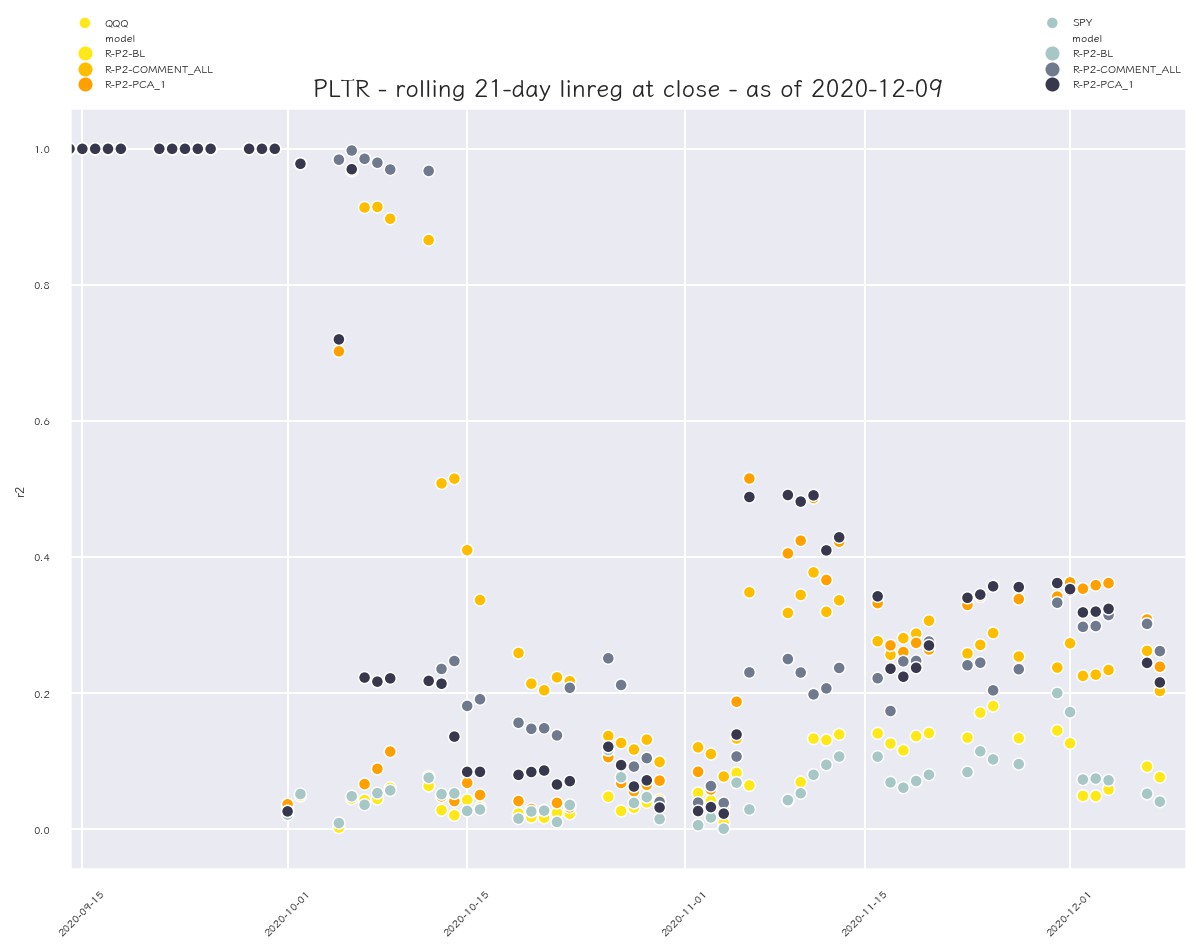 QQQ
model
R-P2-BL
R-P2-COMMENT_ALL
R-P2-PCA_1
SPY
model
R-P2-BL
R-P2-COMMENT_ALL
R-P2-PCA_1
PLTR - rolling 21-day linreg at close - as of 2020-12-09
1.0
0.8
0.6
r2
0.4
0.2
0.0
2020-09-15
2020-10-01
2020-10-15
2020-11-01
2020-11-15
2020-12-01